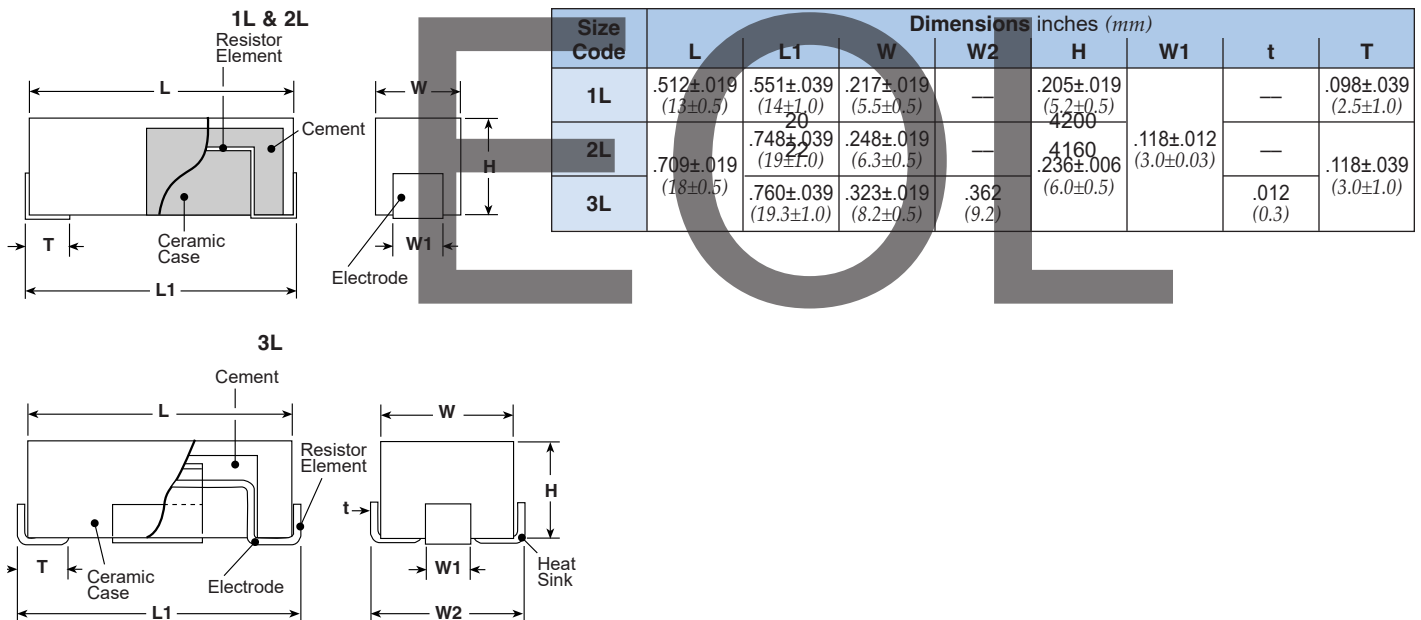 1L & 2L
Resistor
Element
L
Cement
T
Ceramic
Case
L1
W
H
W1
Electrode
Size
Code
Dimensions inches (mm)
L L1 W W2 H W1 t T
1L .512±.019 .551±.039 .217±.019 — .205±.019 — .098±.039
(13±0.5) (14±1.0) (5.5±0.5) (5.2±0.5) (2.5±1.0)
20 4200
2L .748±.039 .248±.019 — 4160 .118±.012 —
22
(19±1.0) (6.3±0.5) (3.0±0.03)
.709±.019 .236±.006 .118±.039
(18±0.5) (6.0±0.5) (3.0±1.0)
3L .760±.039 .323±.019 .362 .012
(19.3±1.0) (8.2±0.5) (9.2) (0.3)
EOL
3L
Cement
L
Resistor
Element
T
Ceramic
Case
Electrode
L1
W
H
t
W1
Heat
Sink
W2